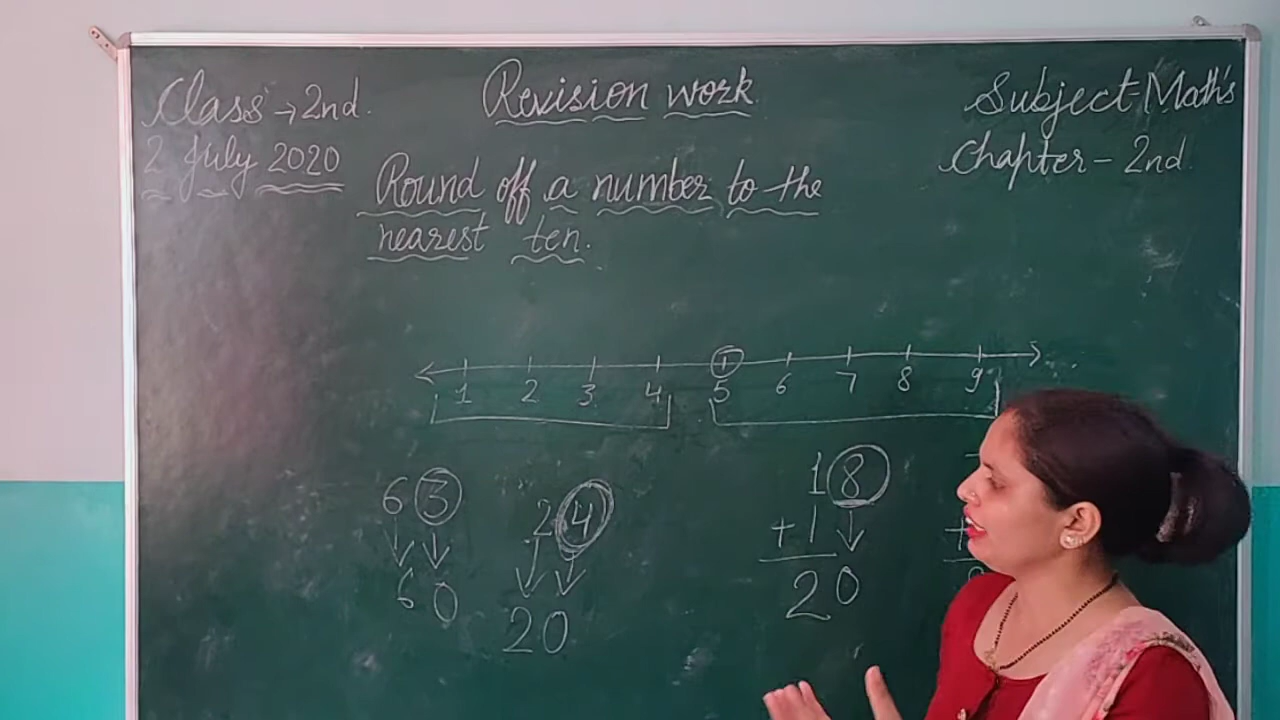 Class → 2nd.
Revision work
Subject-Math's
2 July 2020
Chapter - 2nd
Round off a number to the
nearest ten.
1 2 3 4 5 6 7 8 9
63
24
18
+1
60
20
20
+